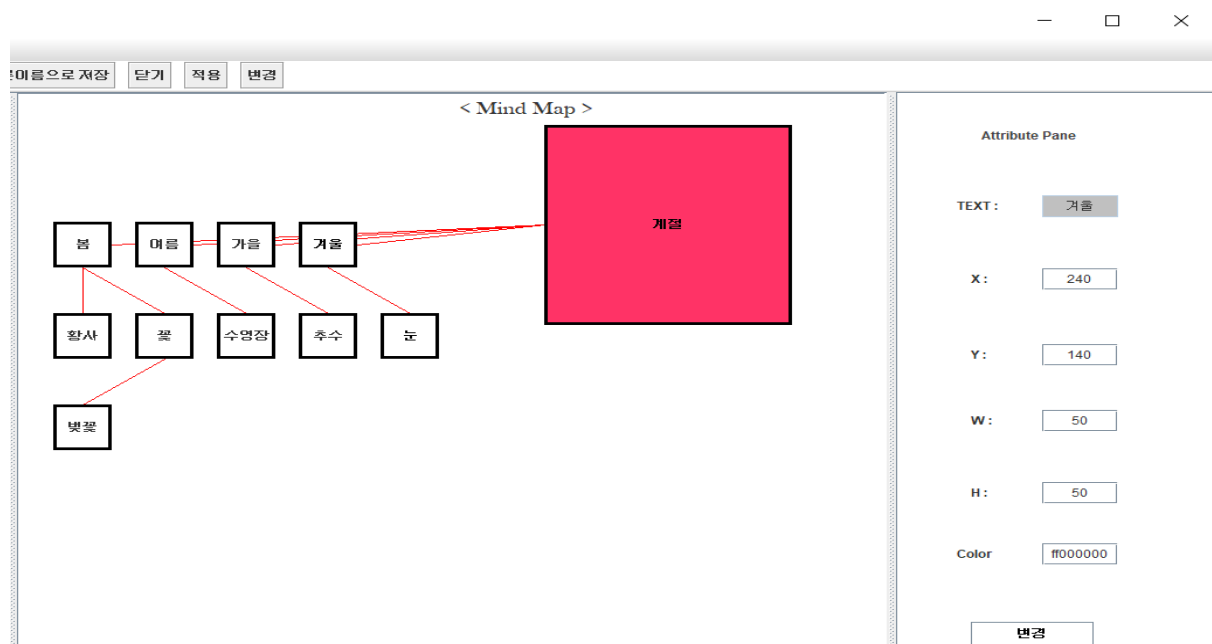 이름으로 저장 닫기 적용 변경
< Mind Map >
계절
봄 여름 가을 겨울
황사 꽃 수영장 추수 눈
벚꽃
Attribute Pane
TEXT : 겨울
X : 240
Y : 140
W : 50
H : 50
Color ff000000
변경